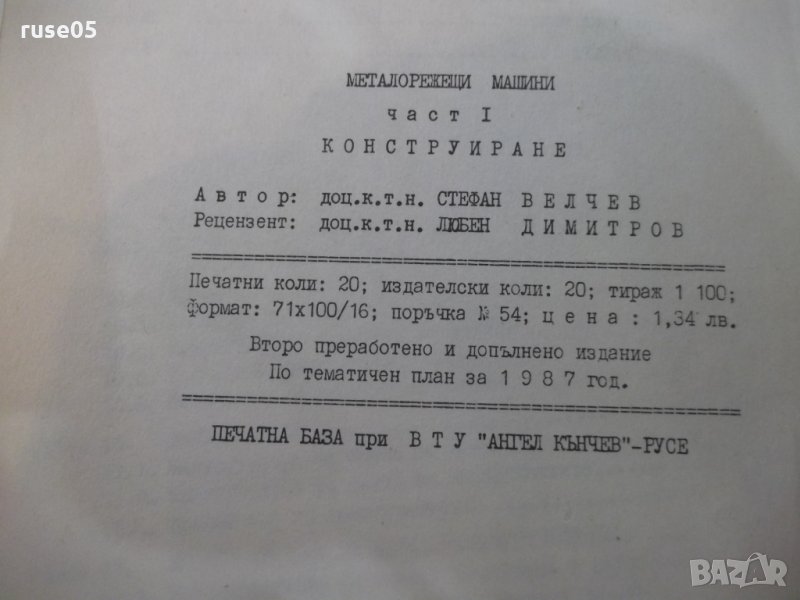 ruse05
МЕТАЛОРЕЖЕЩИ МАШИНИ
част I
КОНСТРУИРАНЕ
Автор: доц.к.т.н. СТЕФАН ВЕЛЧЕВ
Рецензент: доц.к.т.н. ЛЮБЕН ДИМИТРОВ
Печатни коли: 20; издателски коли: 20; тираж 1 100;
Формат: 71x100/16; поръчка № 54; цена: 1,34 лв.
Второ преработено и допълнено издание
По тематичен план за 1987 год.
ПЕЧАТНА БАЗА при ВТУ "АНГЕЛ КЪНЧЕВ"-РУСЕ
BAZAR